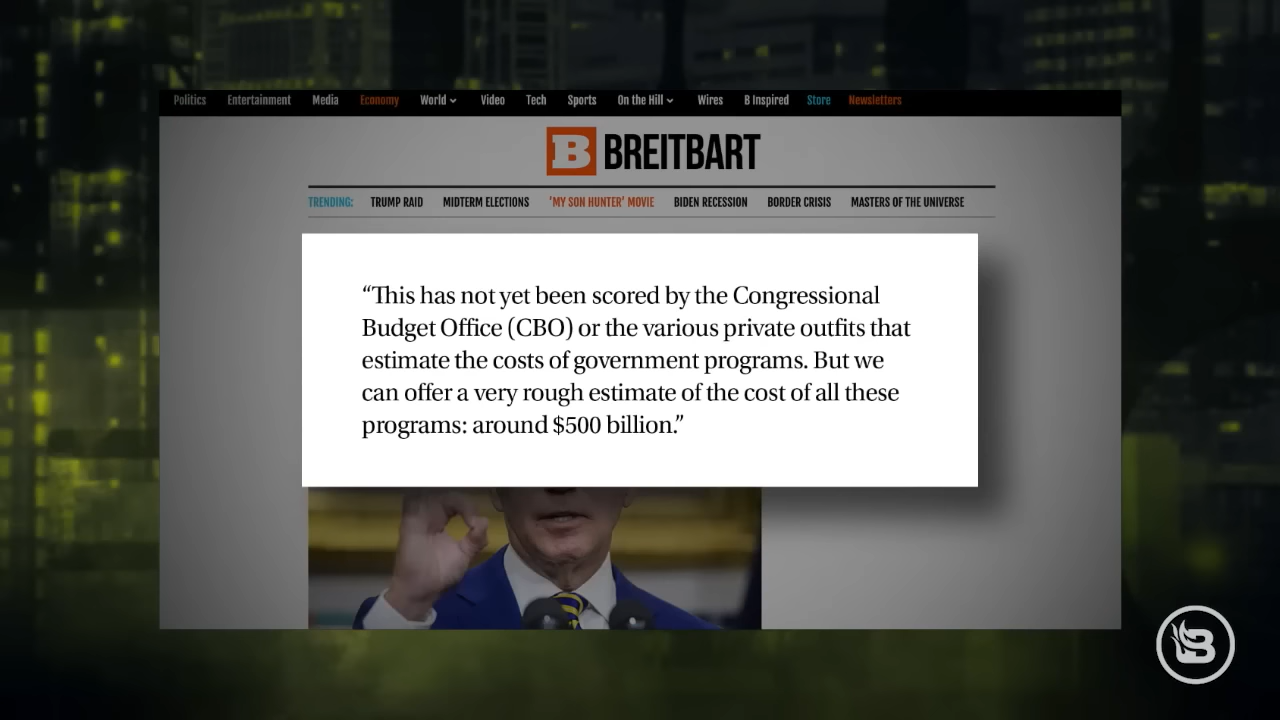 Politics Entertainment Media Economy World Video Tech Sports On the Hill Wires B Inspired Store Newsletters
B BREITBART
TRENDING: TRUMP RAID MIDTERM ELECTIONS ‘MY SON HUNTER’ MOVIE BIDEN RECESSION BORDER CRISIS MASTERS OF THE UNIVERSE
“This has not yet been scored by the Congressional
Budget Office (CBO) or the various private outfits that
estimate the costs of government programs. But we
can offer a very rough estimate of the cost of all these
programs: around $500 billion.”
B